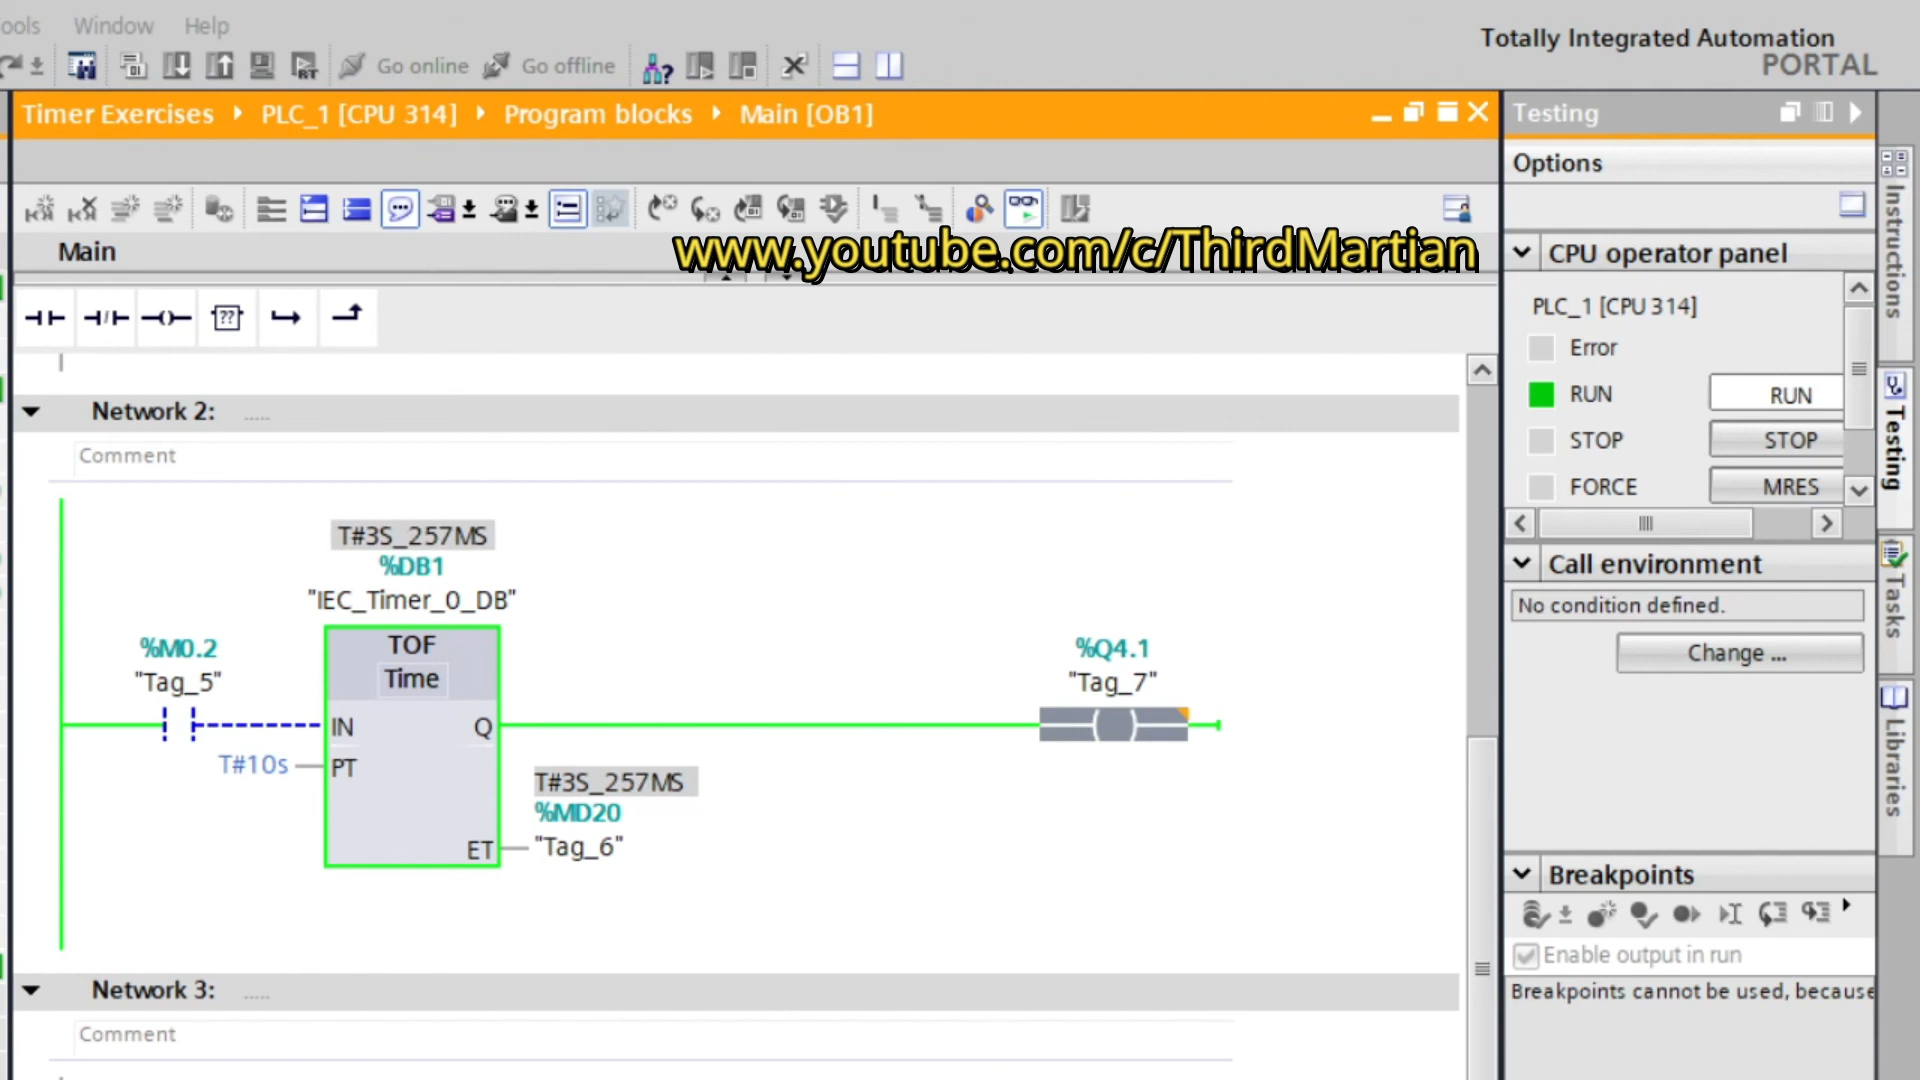 ools Window Help
Totally Integrated Automation
PORTAL
Go online Go offline
Timer Exercises PLC_1 [CPU 314] Program blocks Main [OB1]
Testing
Options
Main
www.youtube.com/c/ThirdMartian
CPU operator panel
PLC_1 [CPU 314]
Error
RUN RUN
STOP STOP
FORCE MRES
??
Network 2: .....
Comment
T#3S_257MS
%DB1
"IEC_Timer_0_DB"
%M0.2
"Tag_5"
TOF
Time
IN Q
T#10s PT
ET
T#3S_257MS
%MD20
"Tag_6"
%Q4.1
"Tag_7"
Network 3: .....
Comment
Call environment
No condition defined.
Change ...
Breakpoints
Enable output in run
Breakpoints cannot be used, because
Instructions
Testing
Tasks
Libraries